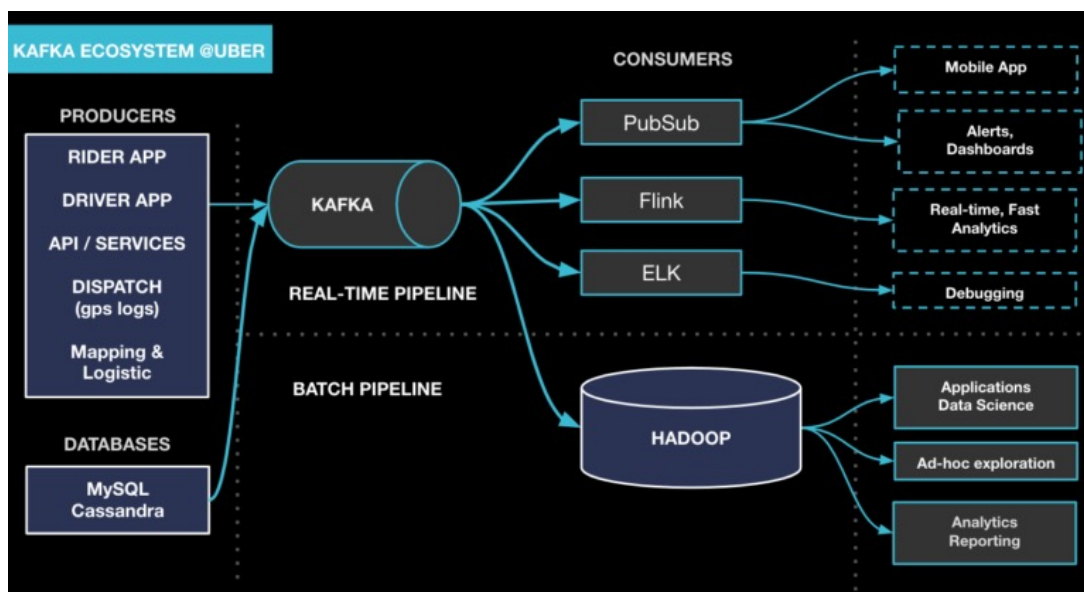 KAFKA ECOSYSTEM @UBER
PRODUCERS
RIDER APP
DRIVER APP
API / SERVICES
DISPATCH
(gps logs)
Mapping &
Logistic
DATABASES
MySQL
Cassandra
KAFKA
REAL-TIME PIPELINE
BATCH PIPELINE
CONSUMERS
PubSub
Flink
ELK
HADOOP
Mobile App
Alerts,
Dashboards
Real-time, Fast
Analytics
Debugging
Applications
Data Science
Ad-hoc exploration
Analytics
Reporting